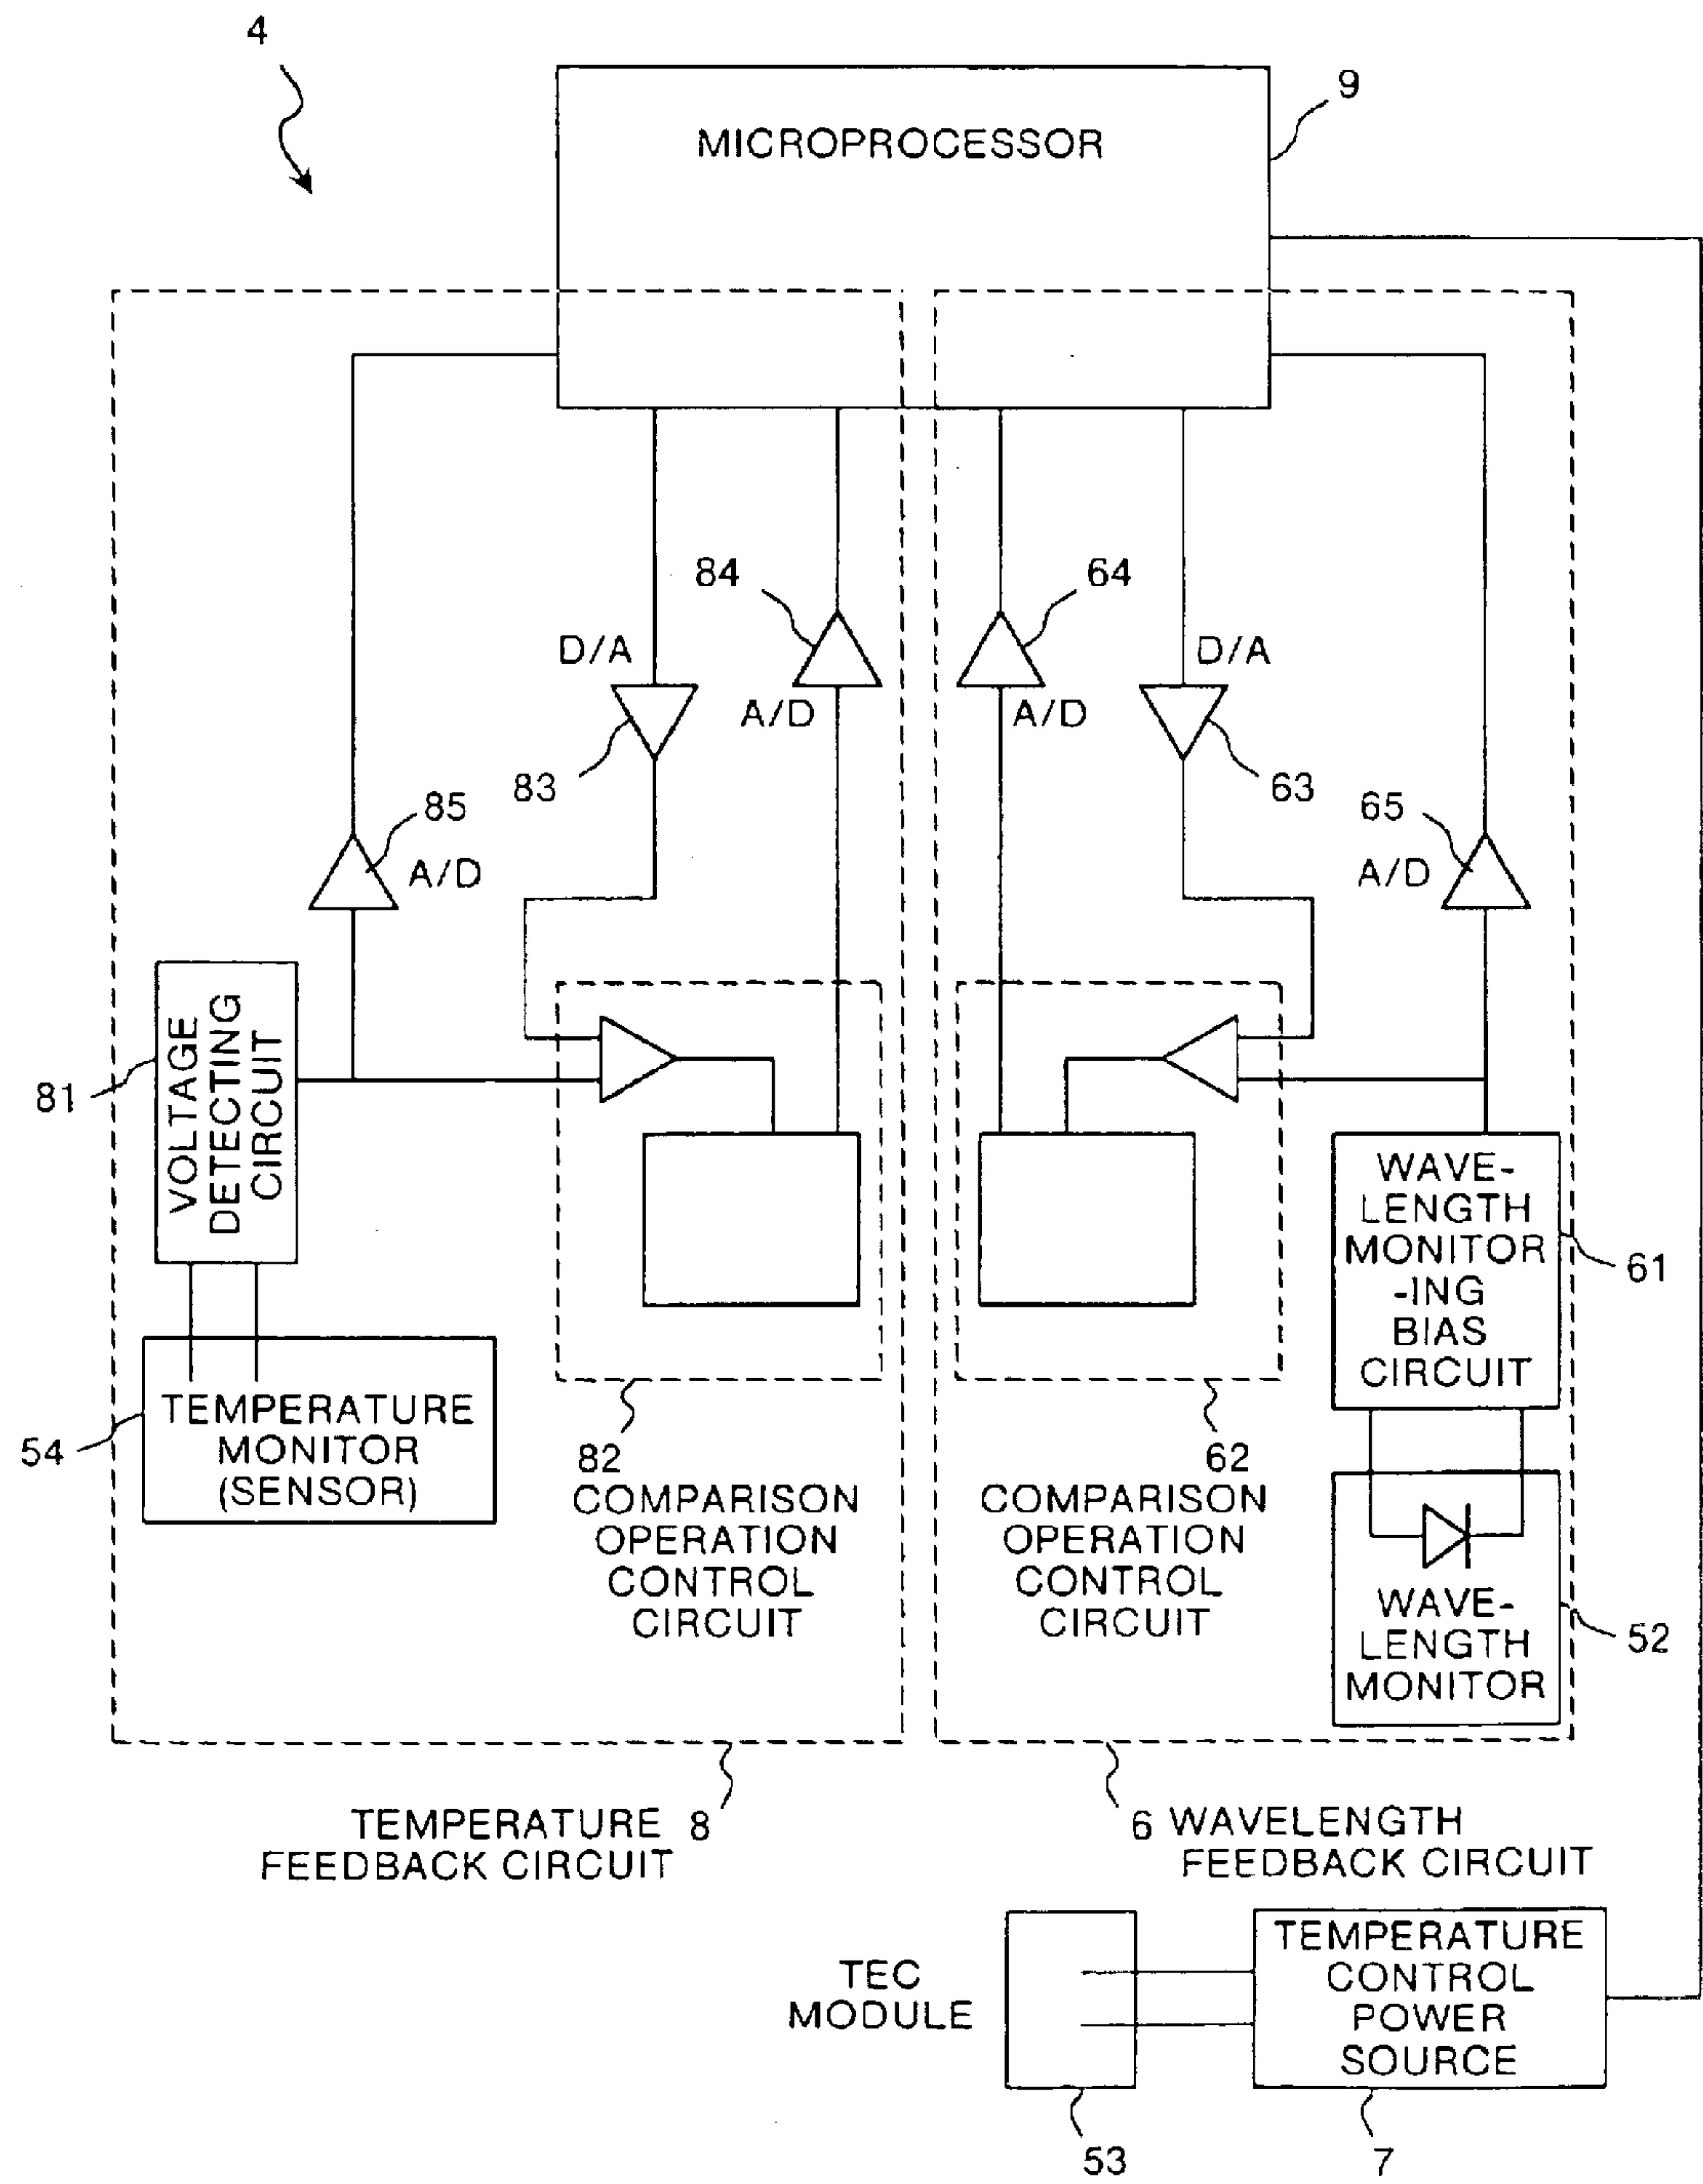 4
9
MICROPROCESSOR
84
64
D/A
D/A
A/D
A/D
83
63
85
65
A/D
A/D
VOLTAGE
DETECTING
CIRCUIT
81
WAVE-
LENGTH
MONITOR
-ING
BIAS
CIRCUIT
61
TEMPERATURE
MONITOR
(SENSOR)
54
82
COMPARISON
OPERATION
CONTROL
CIRCUIT
62
COMPARISON
OPERATION
CONTROL
CIRCUIT
WAVE-
LENGTH
MONITOR
52
TEMPERATURE 8
FEEDBACK CIRCUIT
6 WAVELENGTH
FEEDBACK CIRCUIT
TEC
MODULE
TEMPERATURE
CONTROL
POWER
SOURCE
53
7